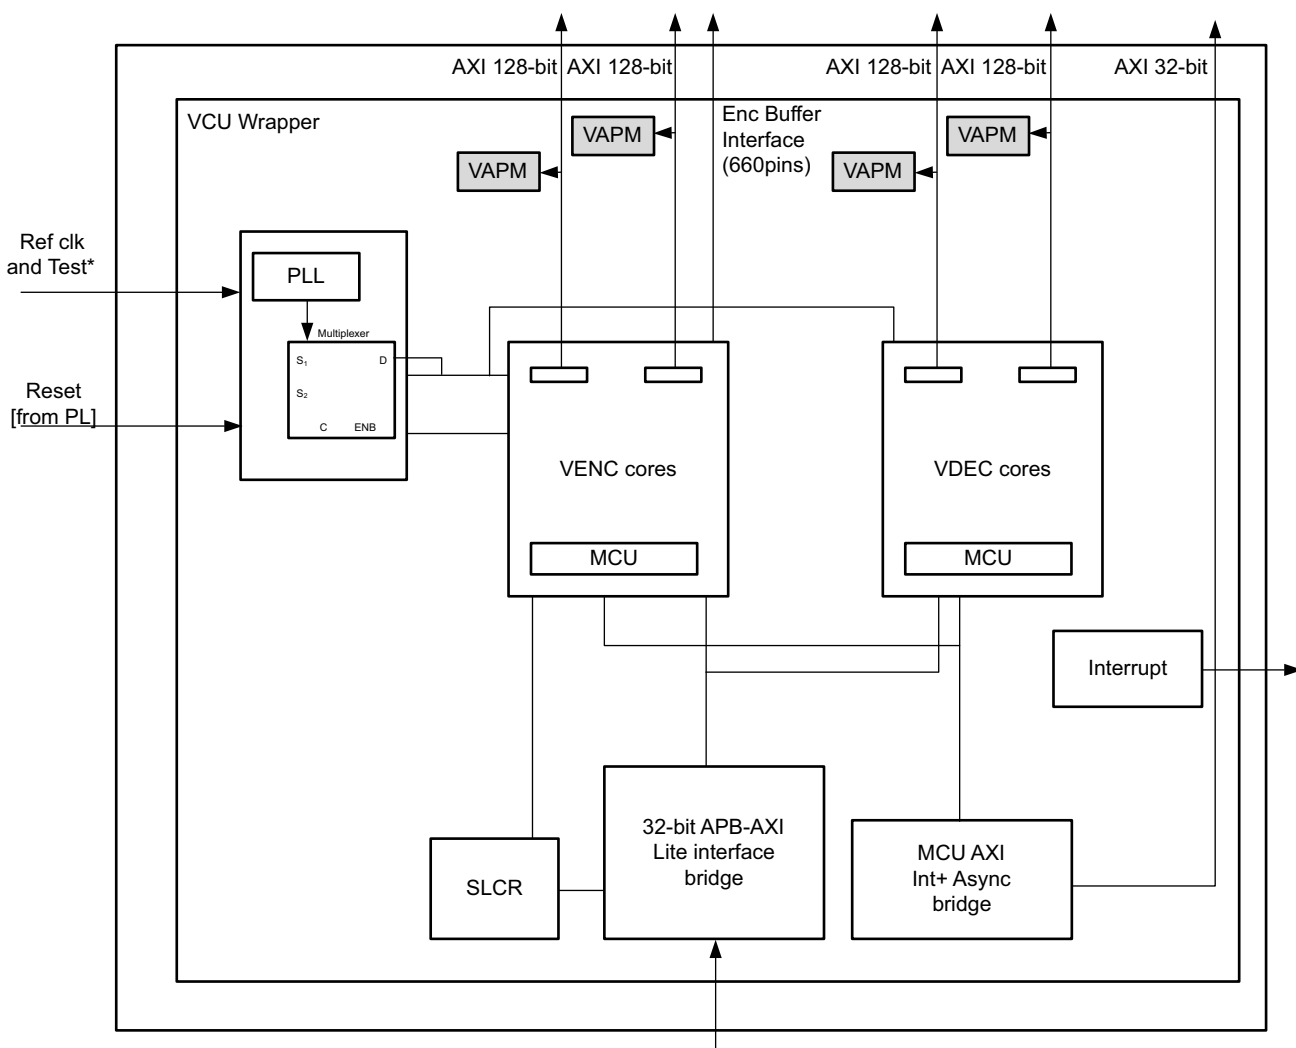 AXI 128-bit AXI 128-bit
AXI 128-bit AXI 128-bit
AXI 32-bit
VCU Wrapper
VAPM
VAPM
Enc Buffer
Interface
(660pins)
VAPM
VAPM
Ref clk
and Test*
PLL
Multiplexer
S1
D
S2
C
ENB
Reset
[from PL]
VENC cores
MCU
VDEC cores
MCU
Interrupt
32-bit APB-AXI
Lite interface
bridge
SLCR
MCU AXI
Int+ Async
bridge